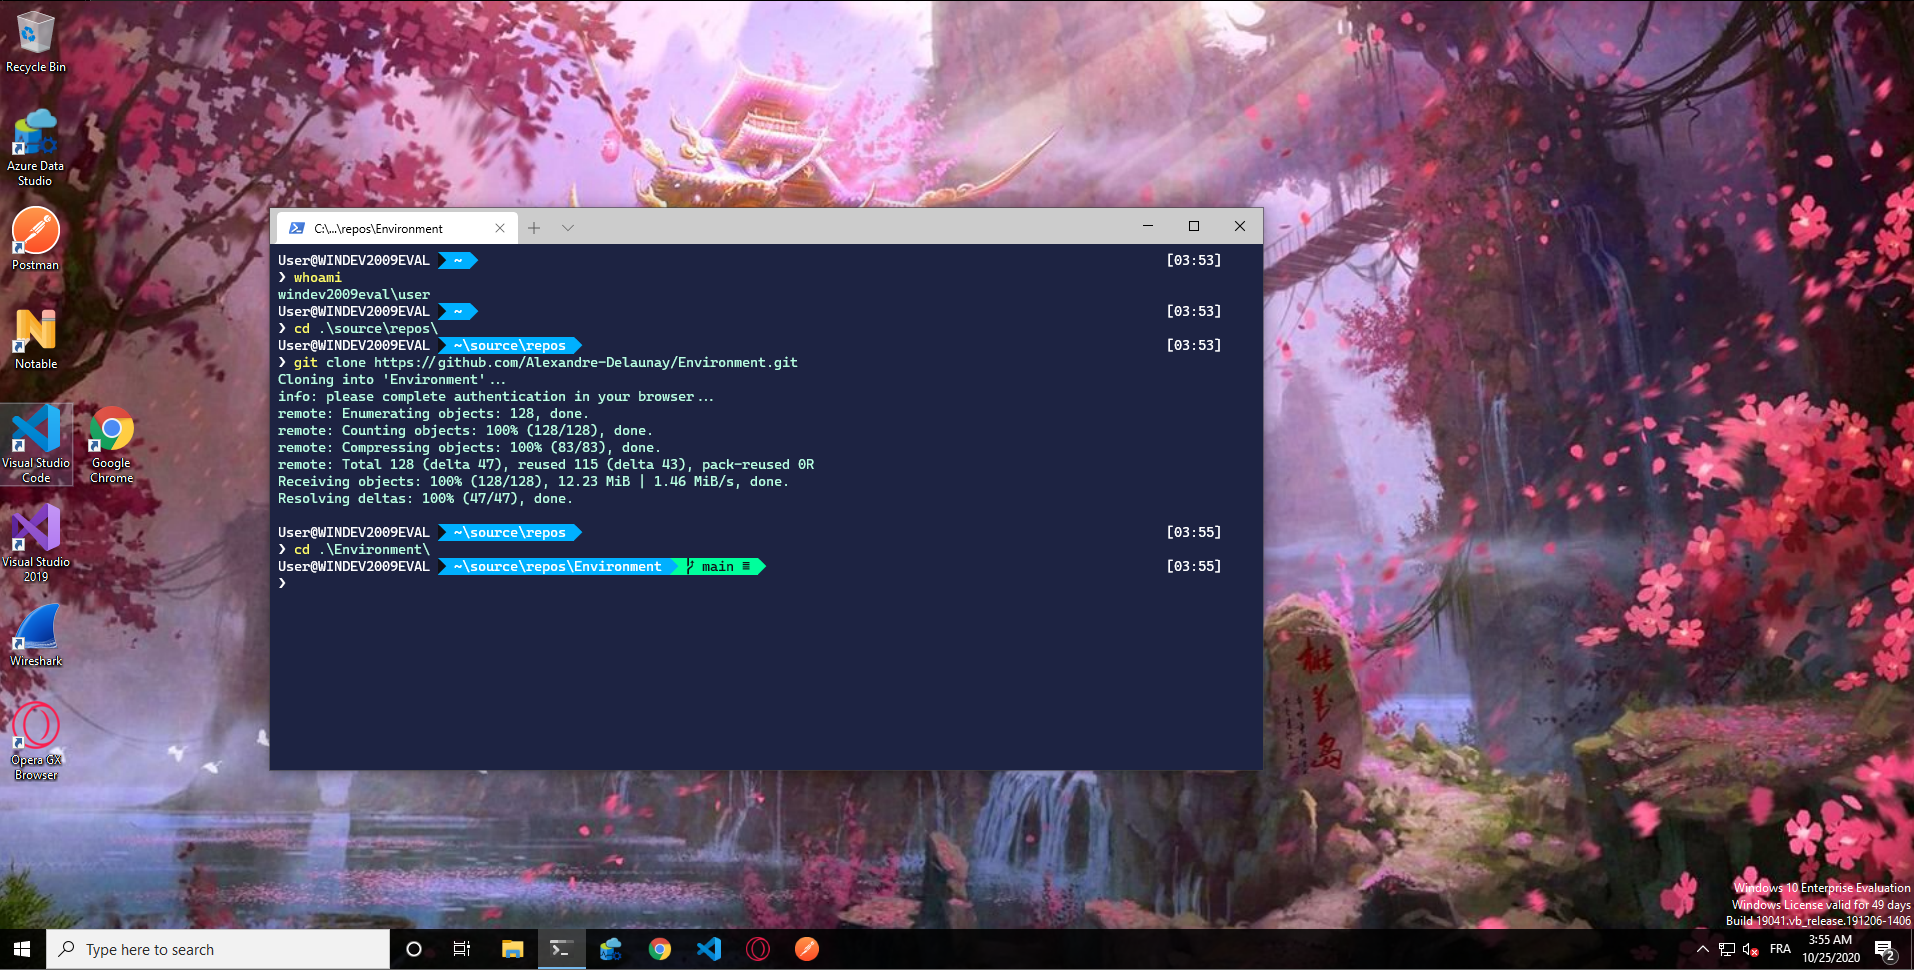 Recycle Bin
Azure Data
Studio
Postman
Notable
Visual Studio
Code
Google
Chrome
Visual Studio
2019
Wireshark
Opera GX
Browser
C:\...\repos\Environment
User@WINDEV2009EVAL ~ [03:53]
❯ whoami
windev2009eval\user
User@WINDEV2009EVAL ~ [03:53]
❯ cd .\source\repos\
User@WINDEV2009EVAL ~\source\repos [03:53]
❯ git clone https://github.com/Alexandre-Delaunay/Environment.git
Cloning into 'Environment'...
info: please complete authentication in your browser...
remote: Enumerating objects: 128, done.
remote: Counting objects: 100% (128/128), done.
remote: Compressing objects: 100% (83/83), done.
remote: Total 128 (delta 47), reused 115 (delta 43), pack-reused 0R
Receiving objects: 100% (128/128), 12.23 MiB | 1.46 MiB/s, done.
Resolving deltas: 100% (47/47), done.
User@WINDEV2009EVAL ~\source\repos [03:55]
❯ cd .\Environment\
User@WINDEV2009EVAL ~\source\repos\Environment main ≡ [03:55]
❯
Windows 10 Enterprise Evaluation
Windows License valid for 49 days
Build 19041.vb_release.191206-1406
Type here to search
FRA
3:55 AM
10/25/2020
2